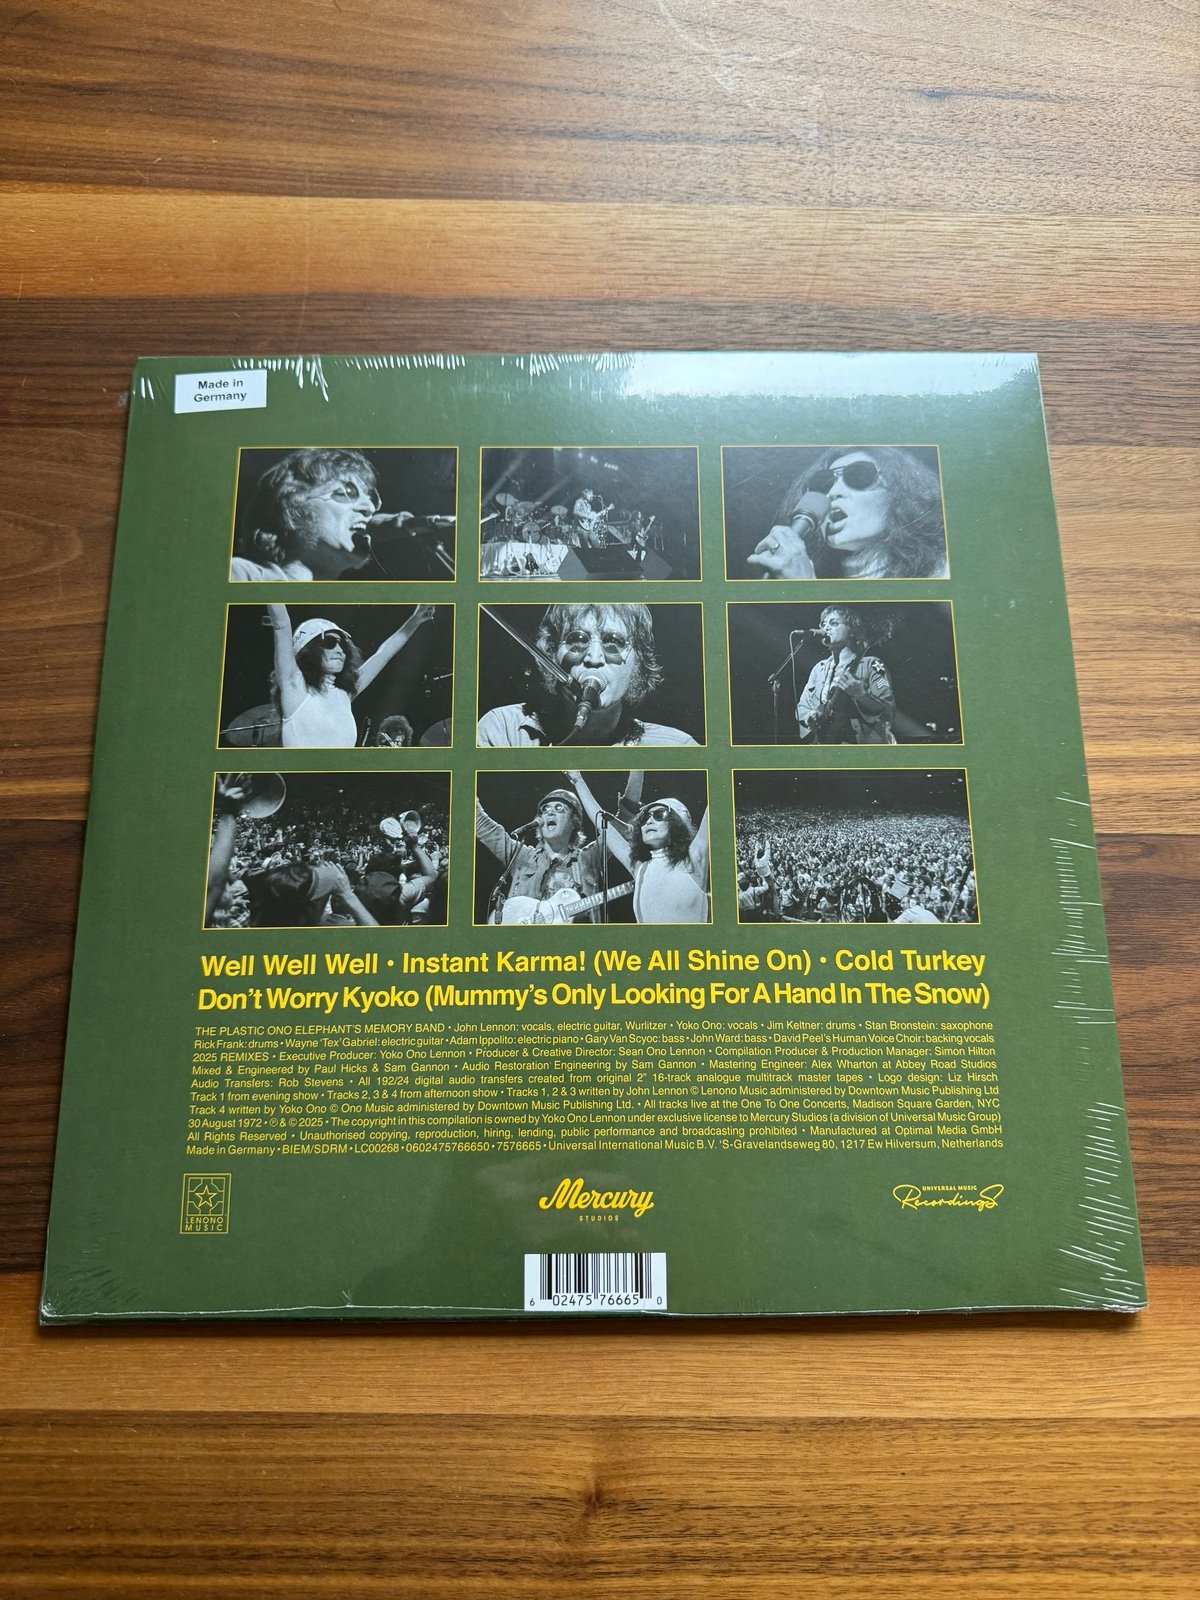 Made in
Germany
Well Well Well • Instant Karma! (We All Shine On) • Cold Turkey
Don't Worry Kyoko (Mummy's Only Looking For A Hand In The Snow)
THE PLASTIC ONO ELEPHANT'S MEMORY BAND • John Lennon: vocals, electric guitar, Wurlitzer • Yoko Ono: vocals • Jim Keltner: drums • Stan Bronstein: saxophone
Rick Frank: drums • Wayne 'Tex' Gabriel: electric guitar • Adam Ippolito: electric piano • Gary Van Scyoc: bass • John Ward: bass • David Peel's Human Voice Choir: backing vocals
2025 REMIXES • Executive Producer: Yoko Ono Lennon • Producer & Creative Director: Sean Ono Lennon • Compilation Producer & Production Manager: Simon Hilton
Mixed & Engineered by Paul Hicks & Sam Gannon • Audio Restoration Engineering by Sam Gannon • Mastering Engineer: Alex Wharton at Abbey Road Studios
Audio Transfers: Rob Stevens • All 192/24 digital audio transfers created from original 2" 16-track analogue multitrack master tapes • Logo design: Liz Hirsch
Track 1 from evening show • Tracks 2, 3 & 4 from afternoon show • Tracks 1, 2 & 3 written by John Lennon © Lenono Music administered by Downtown Music Publishing Ltd
Track 4 written by Yoko Ono © Ono Music administered by Downtown Music Publishing Ltd. • All tracks live at the One To One Concerts, Madison Square Garden, NYC
30 August 1972 • ℗ & © 2025 • The copyright in this compilation is owned by Yoko Ono Lennon under exclusive license to Mercury Studios (a division of Universal Music Group)
All Rights Reserved • Unauthorised copying, reproduction, hiring, lending, public performance and broadcasting prohibited • Manufactured at Optimal Media GmbH
Made in Germany • BIEM/SDRM • LC00268 • 0602475766650 • 7576665 • Universal International Music B.V. 'S-Gravelandseweg 80, 1217 Ew Hilversum, Netherlands
LENONO
MUSIC
Mercury
STUDIOS
UNIVERSAL MUSIC
Recordings
6 02475 76665 0